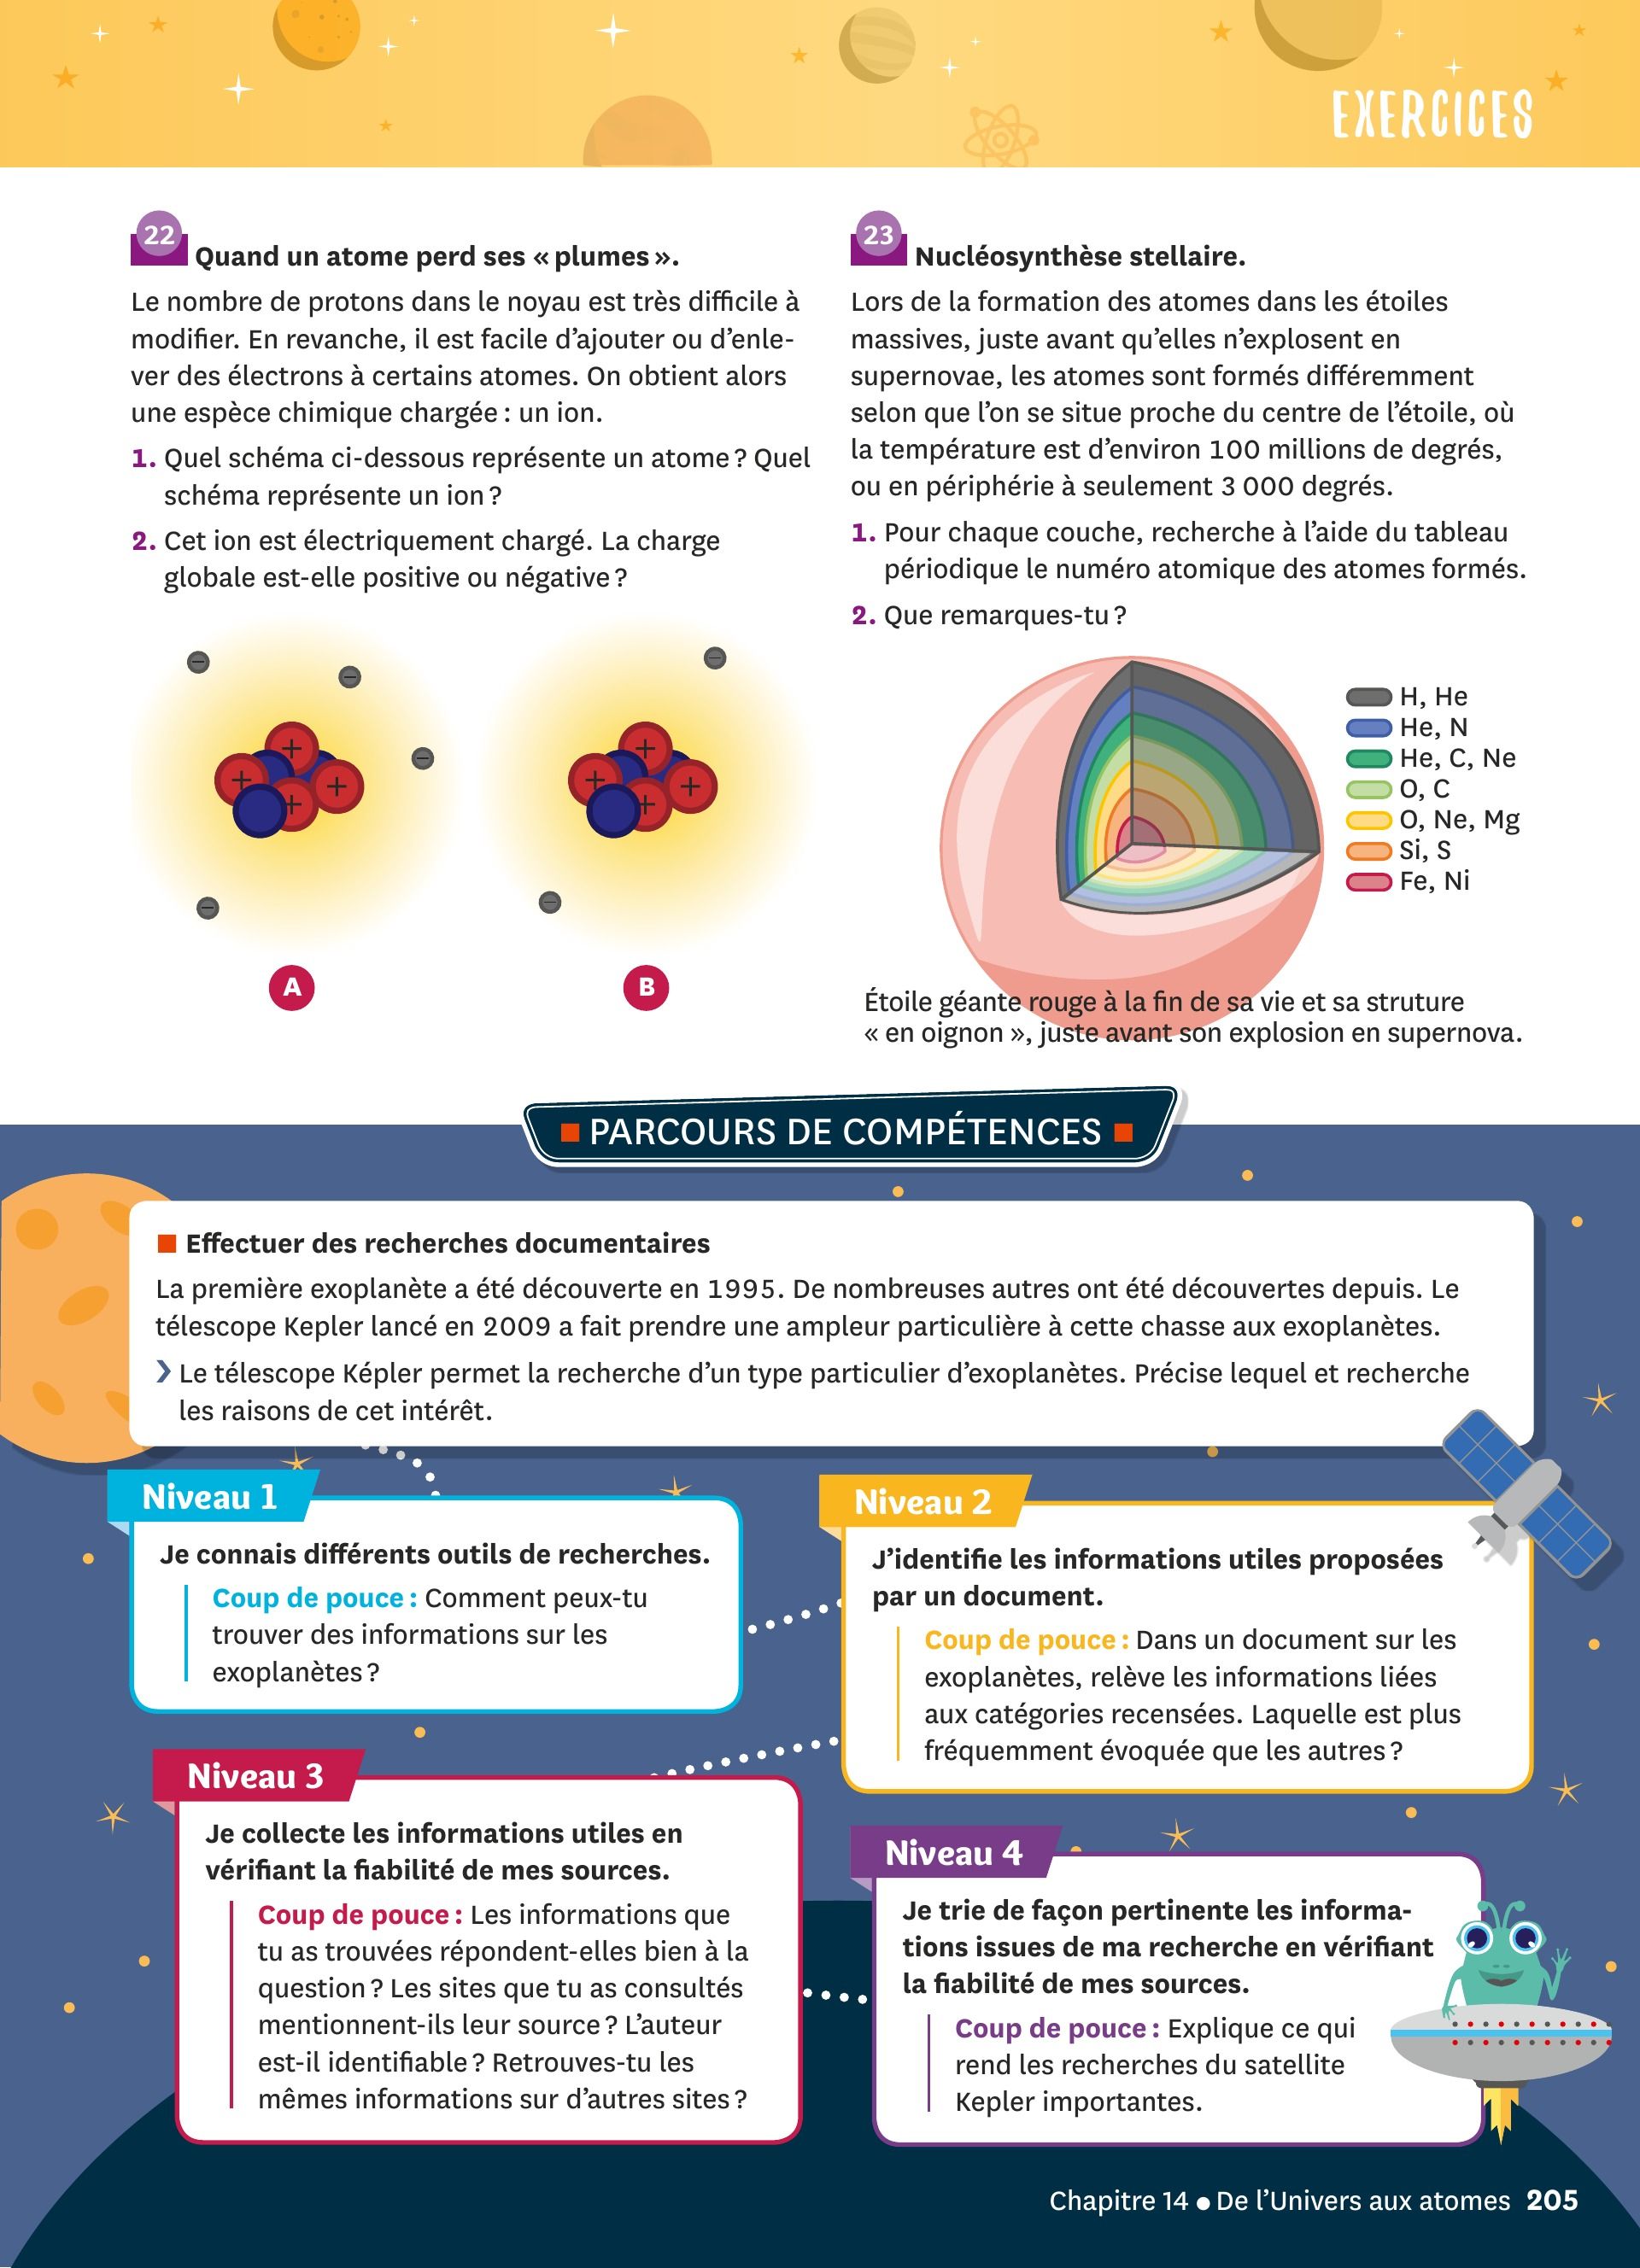 EXERCICES
22 Quand un atome perd ses « plumes ».
Le nombre de protons dans le noyau est très difficile à
modifier. En revanche, il est facile d’ajouter ou d’enle-
ver des électrons à certains atomes. On obtient alors
une espèce chimique chargée : un ion.
1. Quel schéma ci-dessous représente un atome ? Quel
schéma représente un ion ?
2. Cet ion est électriquement chargé. La charge
globale est-elle positive ou négative ?
A
B
23 Nucléosynthèse stellaire.
Lors de la formation des atomes dans les étoiles
massives, juste avant qu’elles n’explosent en
supernovae, les atomes sont formés différemment
selon que l’on se situe proche du centre de l’étoile, où
la température est d’environ 100 millions de degrés,
ou en périphérie à seulement 3 000 degrés.
1. Pour chaque couche, recherche à l’aide du tableau
périodique le numéro atomique des atomes formés.
2. Que remarques-tu ?
H, He
He, N
He, C, Ne
O, C
O, Ne, Mg
Si, S
Fe, Ni
Étoile géante rouge à la fin de sa vie et sa struture
« en oignon », juste avant son explosion en supernova.
PARCOURS DE COMPÉTENCES
Effectuer des recherches documentaires
La première exoplanète a été découverte en 1995. De nombreuses autres ont été découvertes depuis. Le
télescope Kepler lancé en 2009 a fait prendre une ampleur particulière à cette chasse aux exoplanètes.
Le télescope Képler permet la recherche d’un type particulier d’exoplanètes. Précise lequel et recherche
les raisons de cet intérêt.
Niveau 1
Je connais différents outils de recherches.
Coup de pouce : Comment peux-tu
trouver des informations sur les
exoplanètes ?
Niveau 2
J’identifie les informations utiles proposées
par un document.
Coup de pouce : Dans un document sur les
exoplanètes, relève les informations liées
aux catégories recensées. Laquelle est plus
fréquemment évoquée que les autres ?
Niveau 3
Je collecte les informations utiles en
vérifiant la fiabilité de mes sources.
Coup de pouce : Les informations que
tu as trouvées répondent-elles bien à la
question ? Les sites que tu as consultés
mentionnent-ils leur source ? L’auteur
est-il identifiable ? Retrouves-tu les
mêmes informations sur d’autres sites ?
Niveau 4
Je trie de façon pertinente les informa-
tions issues de ma recherche en vérifiant
la fiabilité de mes sources.
Coup de pouce : Explique ce qui
rend les recherches du satellite
Kepler importantes.
Chapitre 14 ● De l’Univers aux atomes 205